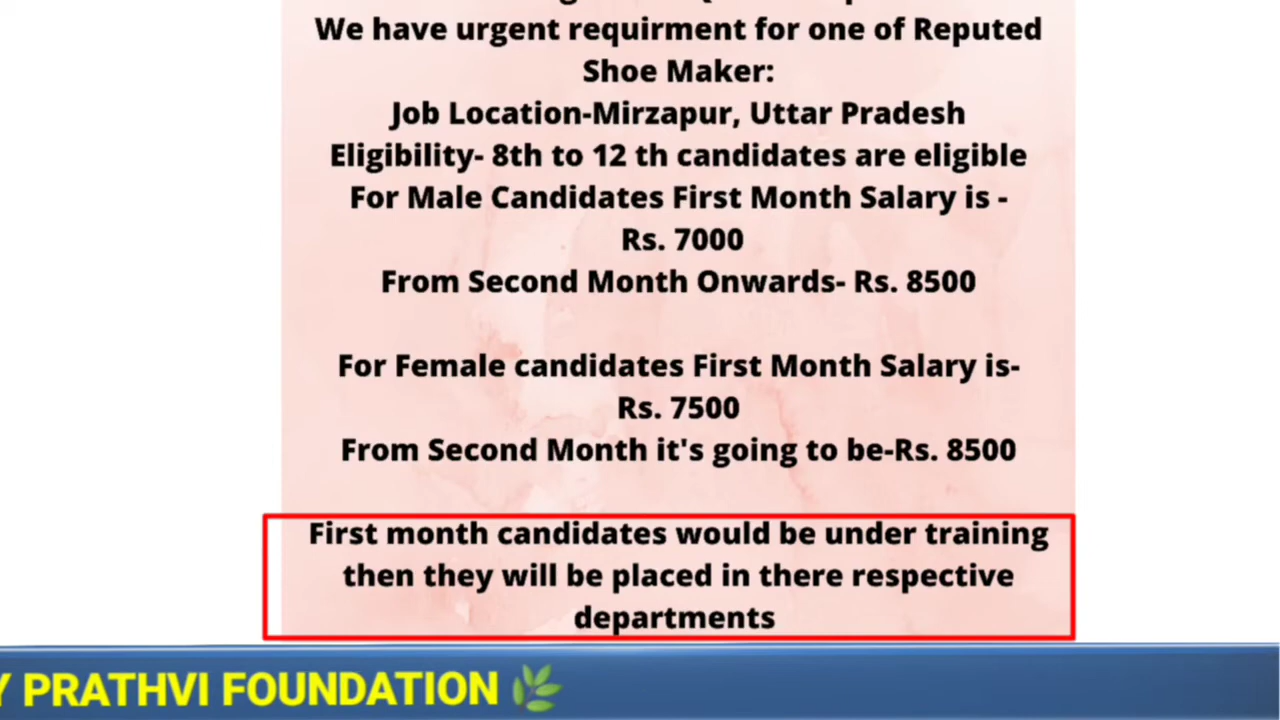 We have urgent requirment for one of Reputed
Shoe Maker:
Job Location-Mirzapur, Uttar Pradesh
Eligibility- 8th to 12 th candidates are eligible
For Male Candidates First Month Salary is -
Rs. 7000
From Second Month Onwards- Rs. 8500
For Female candidates First Month Salary is-
Rs. 7500
From Second Month it's going to be-Rs. 8500
First month candidates would be under training
then they will be placed in there respective
departments
PRATHVI FOUNDATION